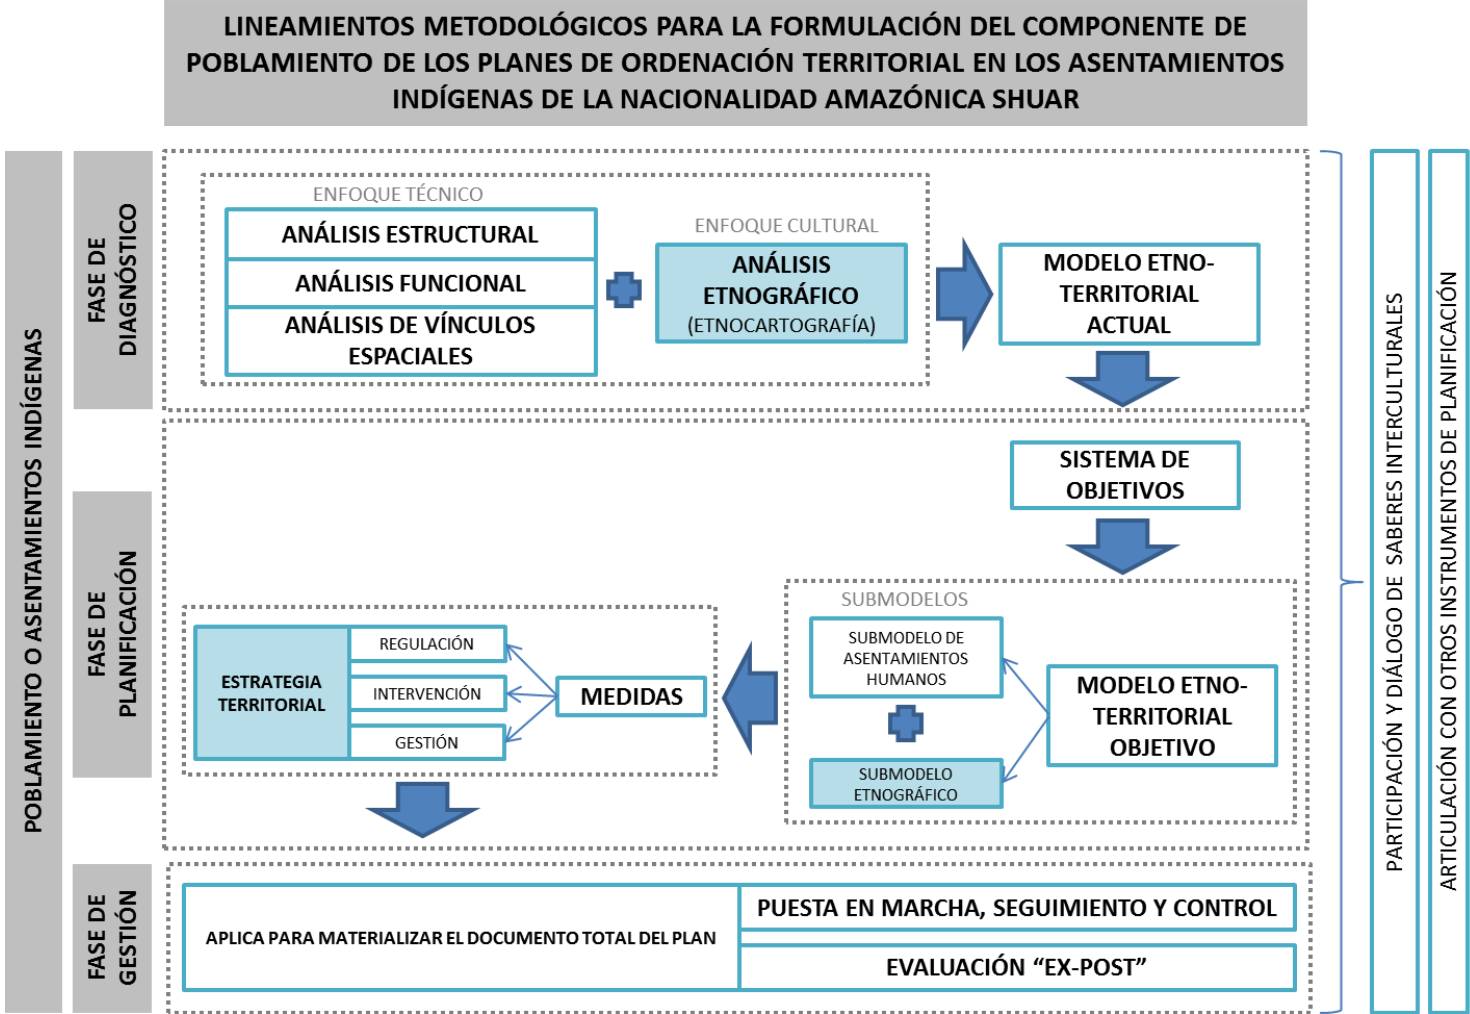 LINEAMIENTOS METODOLÓGICOS PARA LA FORMULACIÓN DEL COMPONENTE DE
POBLAMIENTO DE LOS PLANES DE ORDENACIÓN TERRITORIAL EN LOS ASENTAMIENTOS
INDÍGENAS DE LA NACIONALIDAD AMAZÓNICA SHUAR
POBLAMIENTO O ASENTAMIENTOS INDÍGENAS
FASE DE
DIAGNÓSTICO
ENFOQUE TÉCNICO
ANÁLISIS ESTRUCTURAL
ANÁLISIS FUNCIONAL
ANÁLISIS DE VÍNCULOS
ESPACIALES
ENFOQUE CULTURAL
ANÁLISIS
ETNOGRÁFICO
(ETNOCARTOGRAFÍA)
MODELO ETNO-
TERRITORIAL
ACTUAL
FASE DE
PLANIFICACIÓN
SISTEMA DE
OBJETIVOS
SUBMODELOS
SUBMODELO DE
ASENTAMIENTOS
HUMANOS
SUBMODELO
ETNOGRÁFICO
MODELO ETNO-
TERRITORIAL
OBJETIVO
MEDIDAS
REGULACIÓN
INTERVENCIÓN
GESTIÓN
ESTRATEGIA
TERRITORIAL
FASE DE
GESTIÓN
APLICA PARA MATERIALIZAR EL DOCUMENTO TOTAL DEL PLAN
PUESTA EN MARCHA, SEGUIMIENTO Y CONTROL
EVALUACIÓN “EX-POST”
PARTICIPACIÓN Y DIÁLOGO DE SABERES INTERCULTURALES
ARTICULACIÓN CON OTROS INSTRUMENTOS DE PLANIFICACIÓN